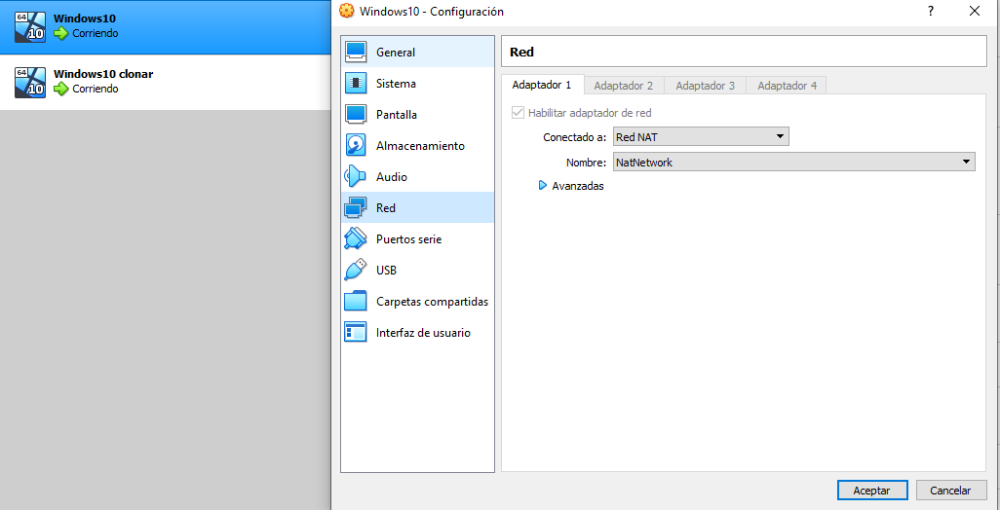 64
10
Windows10
Corriendo
64
10
Windows10 clonar
Corriendo
Windows10 - Configuración
?
General
Sistema
Pantalla
Almacenamiento
Audio
Red
Puertos serie
USB
Carpetas compartidas
Interfaz de usuario
Red
Adaptador 1 Adaptador 2 Adaptador 3 Adaptador 4
Habilitar adaptador de red
Conectado a: Red NAT
Nombre: NatNetwork
Avanzadas
Aceptar Cancelar